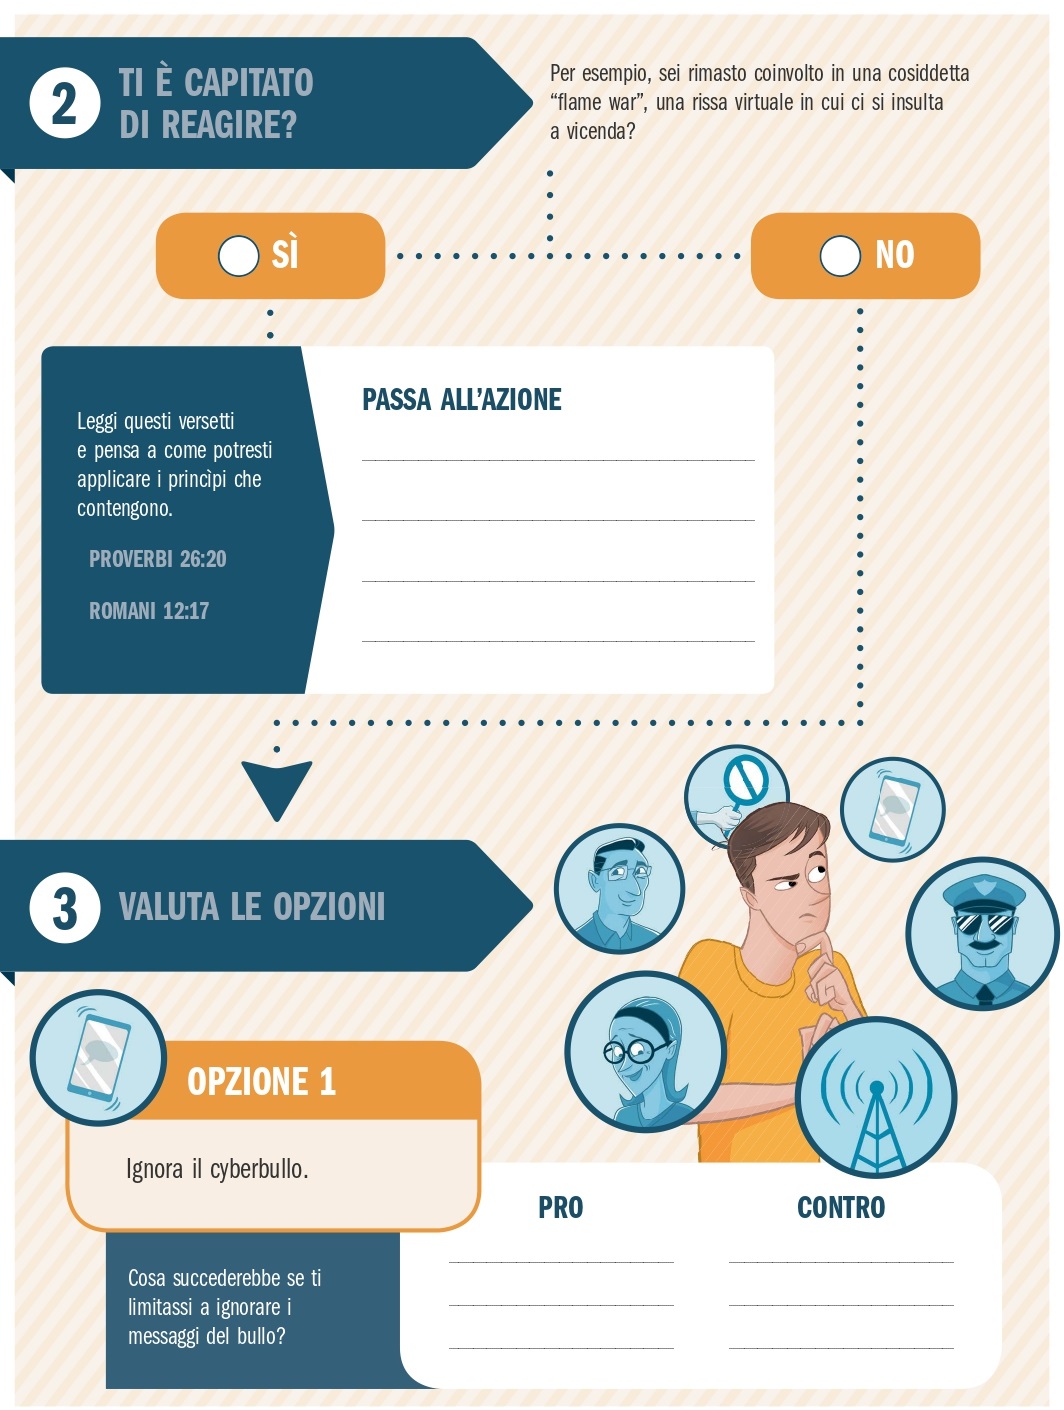 2
TI È CAPITATO
DI REAGIRE?
Per esempio, sei rimasto coinvolto in una cosiddetta
“flame war”, una rissa virtuale in cui ci si insulta
a vicenda?
SÌ
NO
Leggi questi versetti
e pensa a come potresti
applicare i princìpi che
contengono.
PROVERBI 26:20
ROMANI 12:17
PASSA ALL’AZIONE
3
VALUTA LE OPZIONI
OPZIONE 1
Ignora il cyberbullo.
Cosa succederebbe se ti
limitassi a ignorare i
messaggi del bullo?
PRO
CONTRO